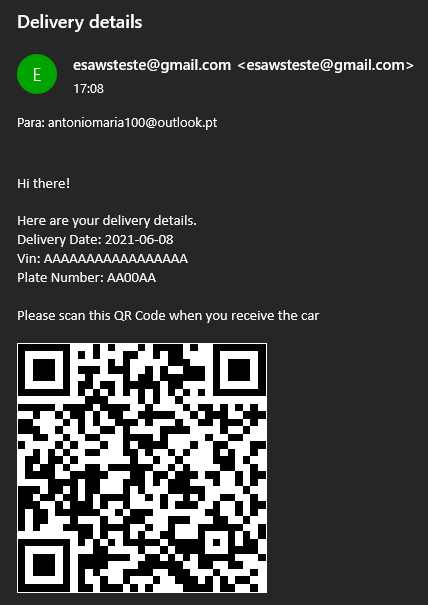 Delivery details
E
esawsteste@gmail.com <esawsteste@gmail.com>
17:08
Para: antoniomaria100@outlook.pt
Hi there!
Here are your delivery details.
Delivery Date: 2021-06-08
Vin: AAAAAAAAAAAAAAAAA
Plate Number: AA00AA
Please scan this QR Code when you receive the car